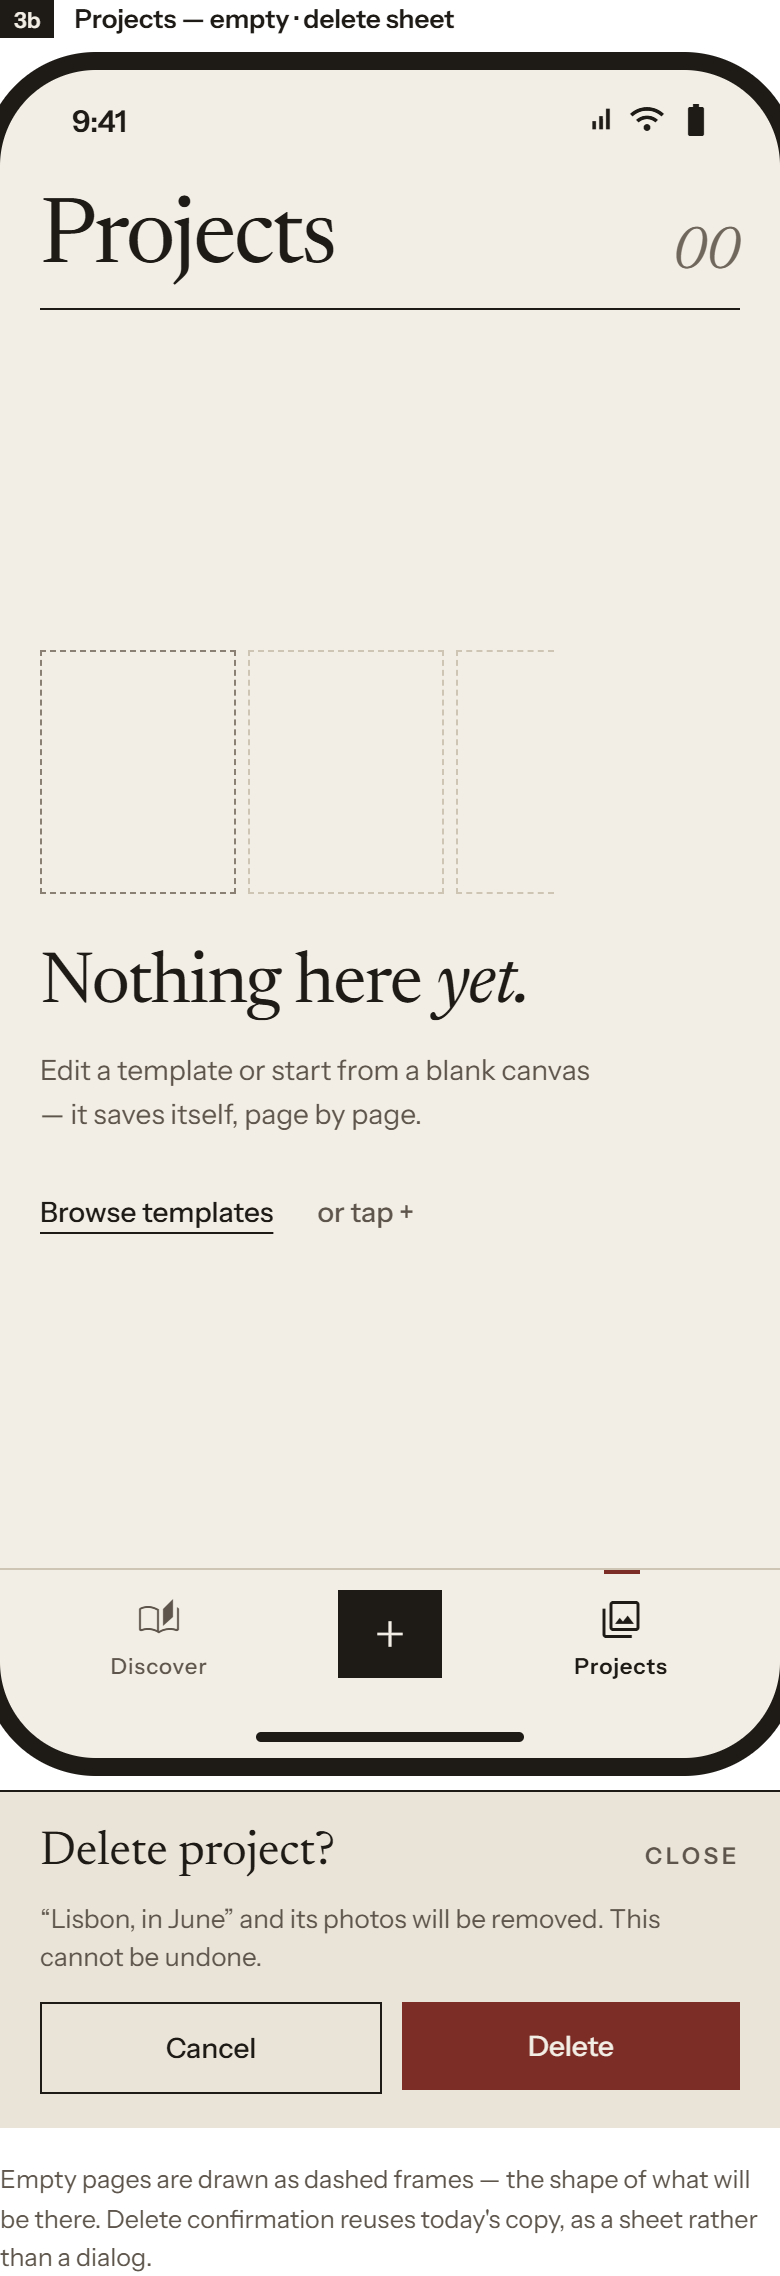 3b Projects — empty · delete sheet
9:41
Projects 00
Nothing here yet.
Edit a template or start from a blank canvas
— it saves itself, page by page.
Browse templates or tap +
Discover + Projects
Delete project? CLOSE
“Lisbon, in June” and its photos will be removed. This
cannot be undone.
Cancel Delete
Empty pages are drawn as dashed frames — the shape of what will
be there. Delete confirmation reuses today's copy, as a sheet rather
than a dialog.